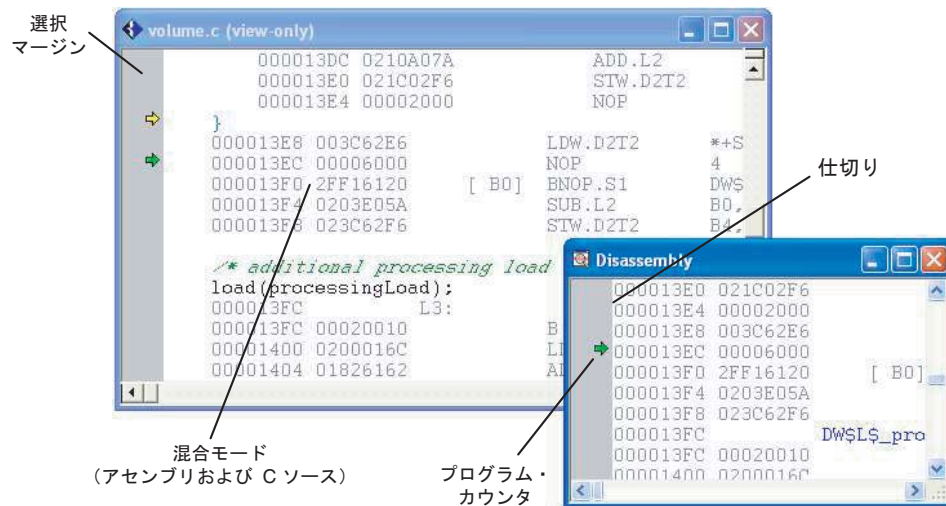 選択
マージン
volume.c (view-only)
000013DC 0210A07A ADD.L2
000013E0 021C02F6 STW.D2T2
000013E4 00002000 NOP
}
000013E8 003C62E6 LDW.D2T2 *+S
000013EC 00006000 NOP 4
000013F0 2FF16120 [ B0] BNOP.S1 DW$
000013F4 0203E05A SUB.L2 B0,
000013F8 023C62F6 STW.D2T2 B4,
/* additional processing load
load(processingLoad);
000013FC L3:
000013FC 00020010 B
00001400 0200016C
00001404 01826162
仕切り
Disassembly
000013E0 021C02F6
000013E4 00002000
000013E8 003C62E6
000013EC 00006000
000013F0 2FF16120 [ B0]
000013F4 0203E05A
000013F8 023C62F6
000013FC DW$L$_pro
000013FC 00020010
00001400 0200016C
混合モード
(アセンブリおよび C ソース)
プログラム・
カウンタ